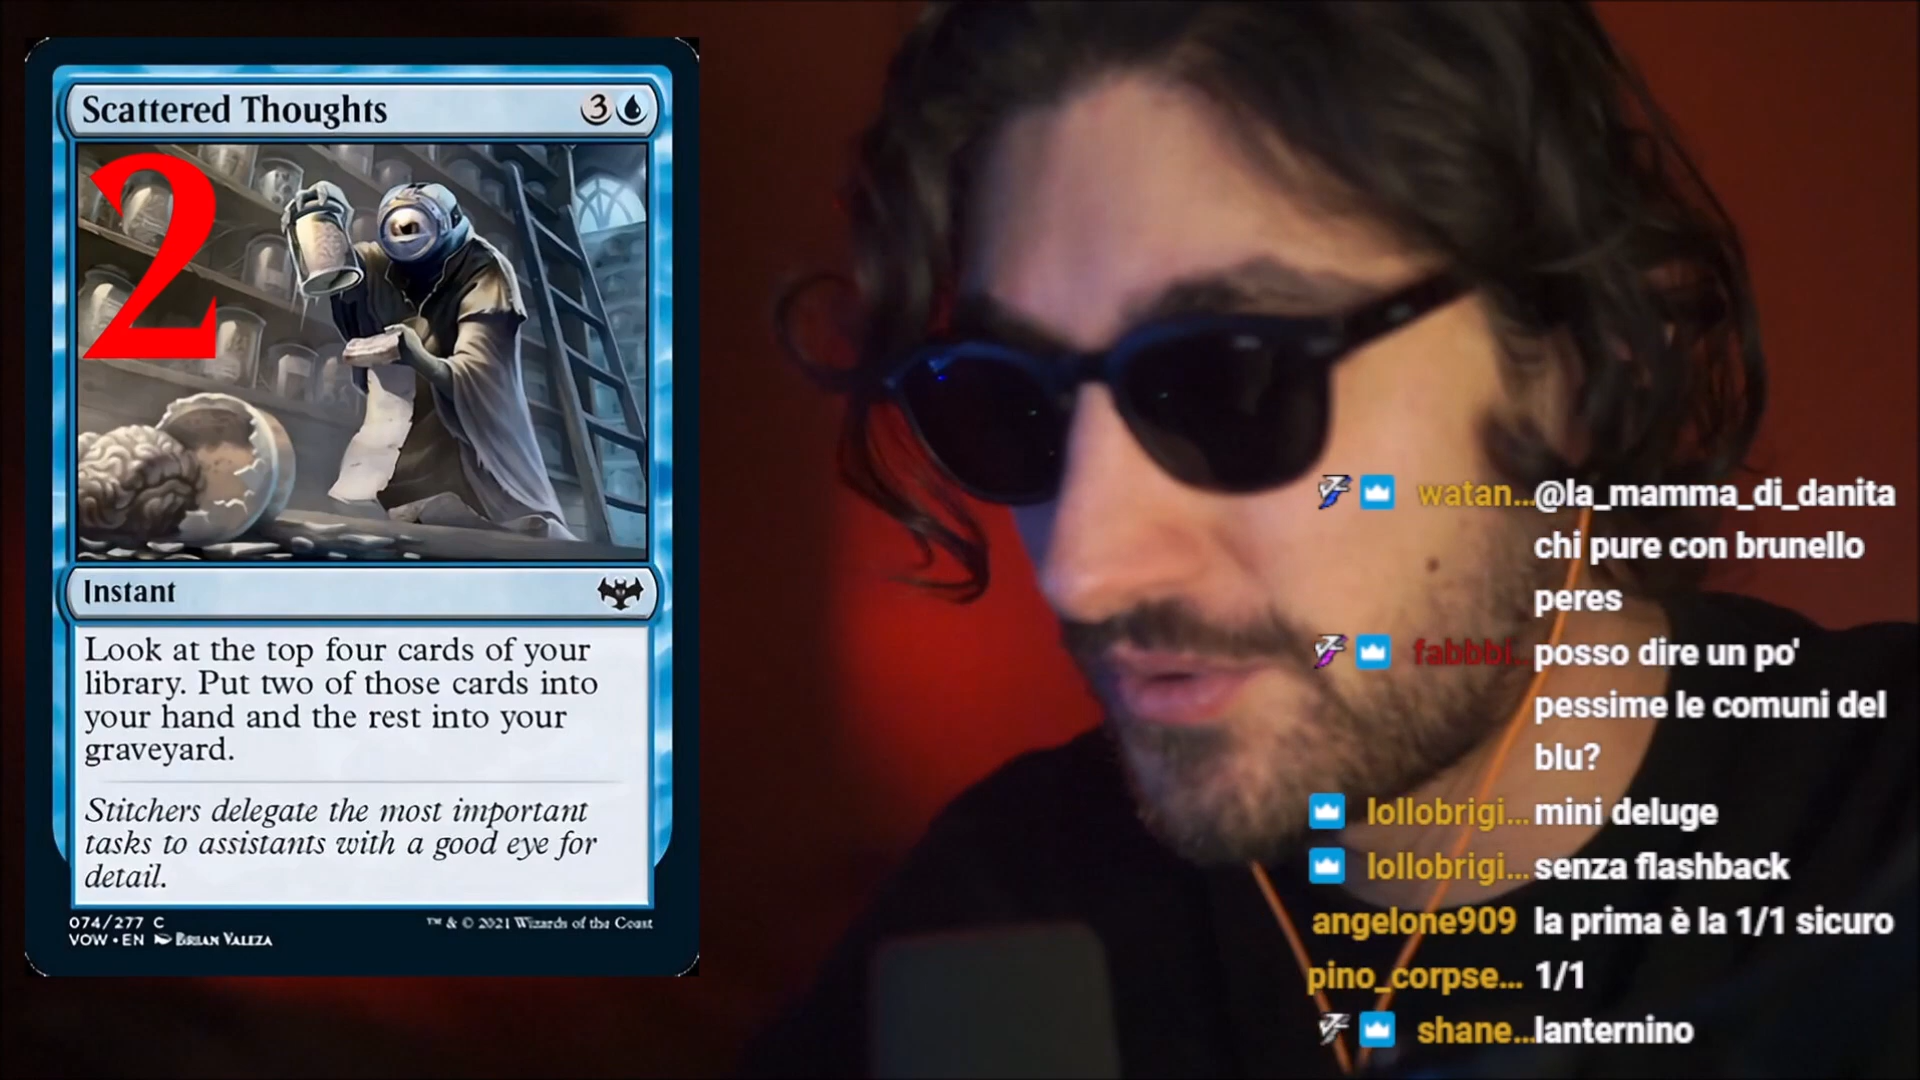 Scattered Thoughts 3
2
Instant
Look at the top four cards of your
library. Put two of those cards into
your hand and the rest into your
graveyard.
Stitchers delegate the most important
tasks to assistants with a good eye for
detail.
074/277 C
™ & © 2021 Wizards of the Coast
VOW • EN Brian Valeza
watan... @la_mamma_di_danita
chi pure con brunello
peres
fabbbi... posso dire un po'
pessime le comuni del
blu?
lollobrigi... mini deluge
lollobrigi... senza flashback
angelone909 la prima è la 1/1 sicuro
pino_corpse... 1/1
shane... lanternino